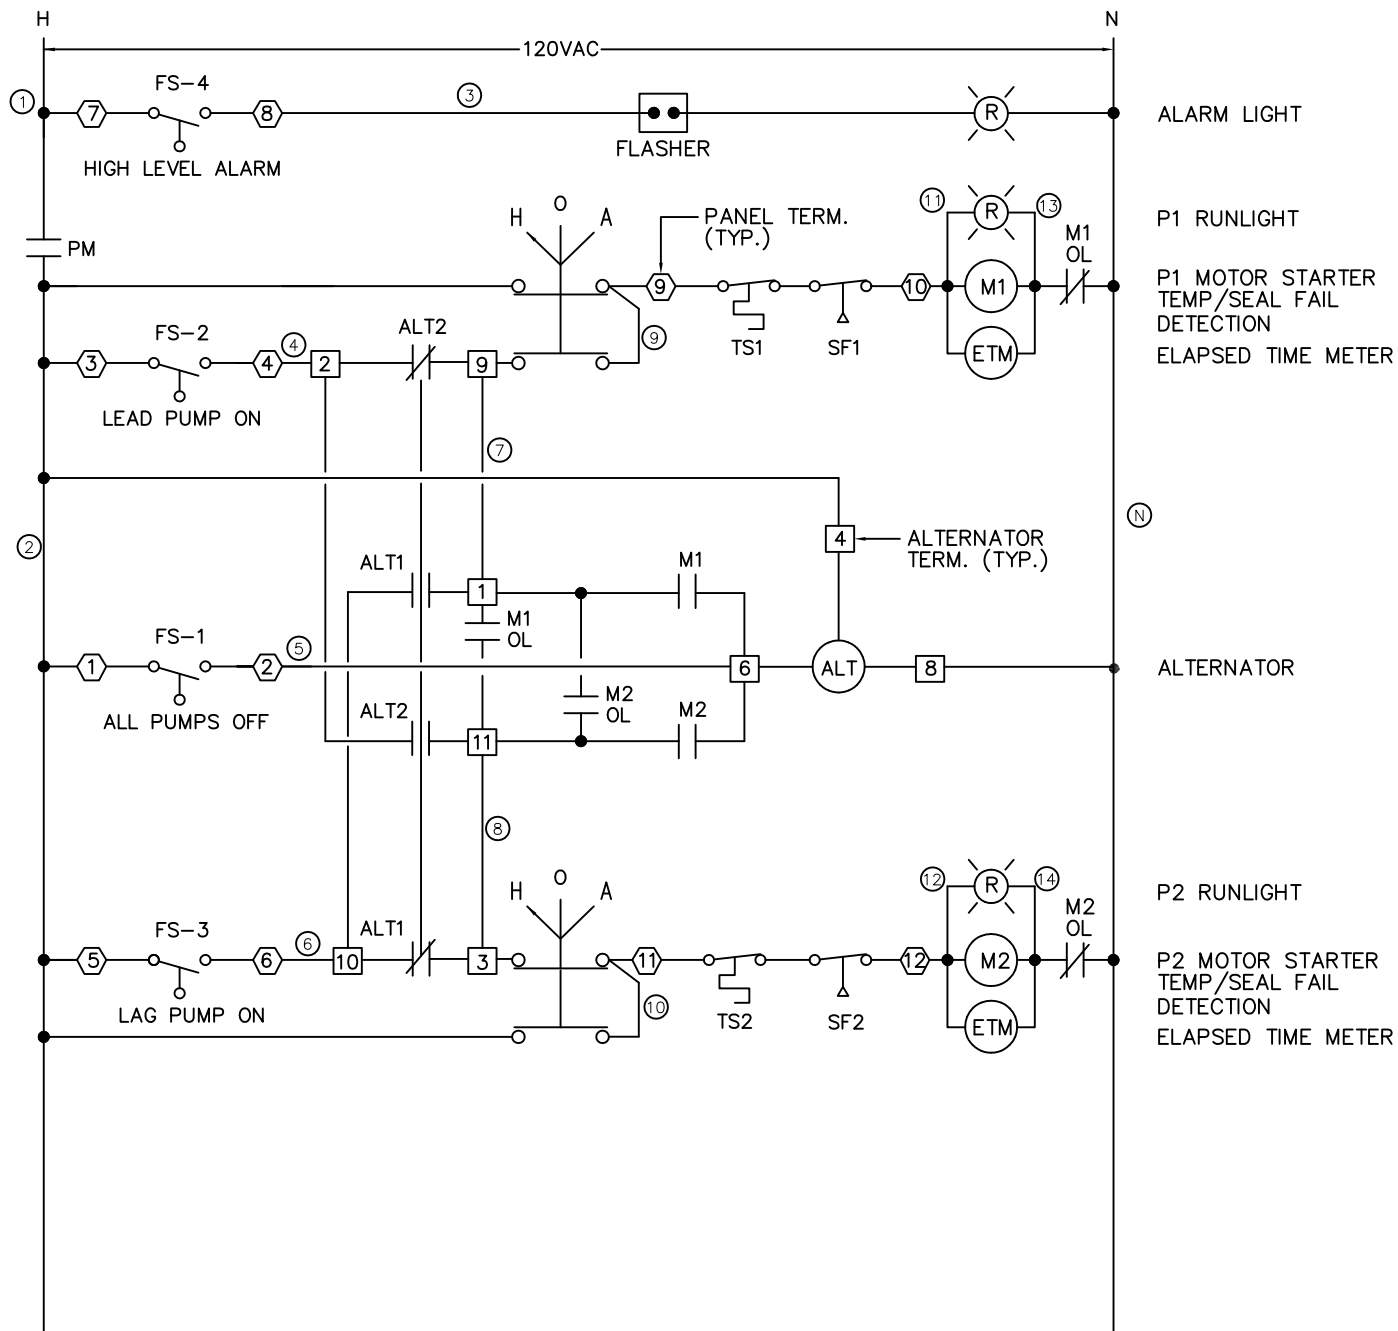 H
N
120VAC
FS-4
1
7
8
3
R
ALARM LIGHT
FLASHER
HIGH LEVEL ALARM
H O A
PANEL TERM.
(TYP.)
11
R
13
P1 RUNLIGHT
M1
OL
PM
9
10
M1
P1 MOTOR STARTER
TEMP/SEAL FAIL
DETECTION
TS1
SF1
FS-2
ALT2
9
3
4
4
2
9
ETM
ELAPSED TIME METER
LEAD PUMP ON
7
N
2
4
ALTERNATOR
TERM. (TYP.)
ALT1
M1
1
M1
OL
FS-1
5
1
2
6
ALT
8
ALTERNATOR
M2
OL
ALL PUMPS OFF
ALT2
M2
11
8
H O A
12
R
14
P2 RUNLIGHT
M2
OL
FS-3
ALT1
6
5
6
10
3
11
12
M2
P2 MOTOR STARTER
TEMP/SEAL FAIL
DETECTION
LAG PUMP ON
10
TS2
SF2
ETM
ELAPSED TIME METER